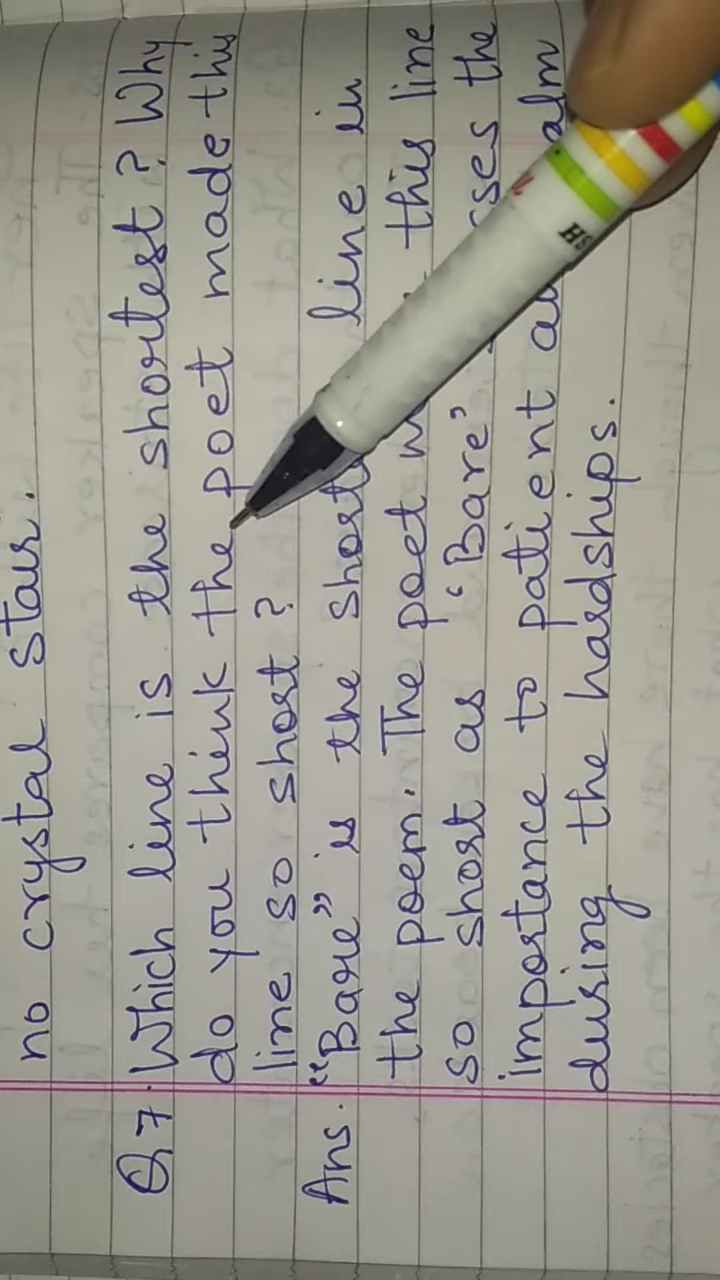 no crystal stair.
Q7. Which line is the shortest? Why
do you think the poet made this
line so short?
Ans. "Bare" is the short line in
the poem. The poet this line
so short as 'Bare' the
importance to patient
during the hardships.
HS